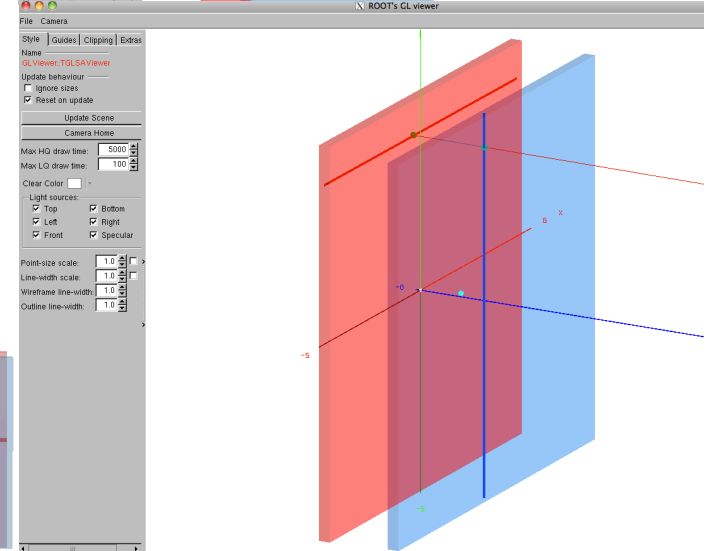 ROOT's GL viewer
File Camera
Style Guides Clipping Extras
Name
GLViewer::TGLSAViewer
Update behaviour
Ignore sizes
Reset on update
Update Scene
Camera Home
Max HQ draw time: 5000
Max LQ draw time: 100
Clear Color
Light sources:
Top Bottom
Left Right
Front Specular
Point-size scale: 1.0
Line-width scale: 1.0
Wireframe line-width: 1.0
Outline line-width: 1.0
X
6
-0
-5